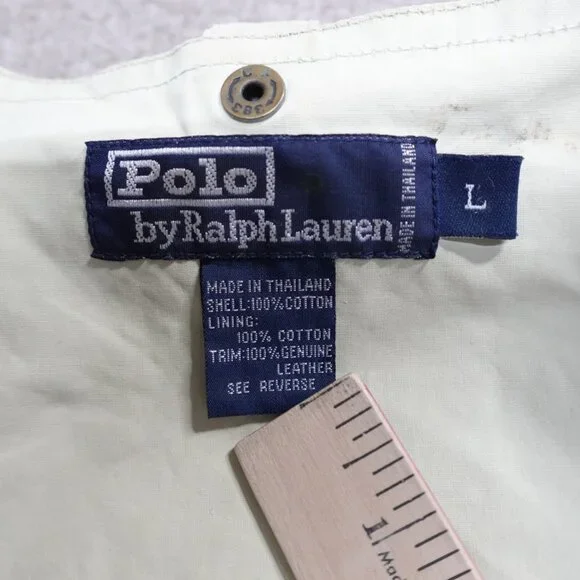 Polo
by Ralph Lauren
MADE IN THAILAND
L
MADE IN THAILAND
SHELL:100%COTTON
LINING:
100% COTTON
TRIM:100%GENUINE
LEATHER
SEE REVERSE
1
Mad